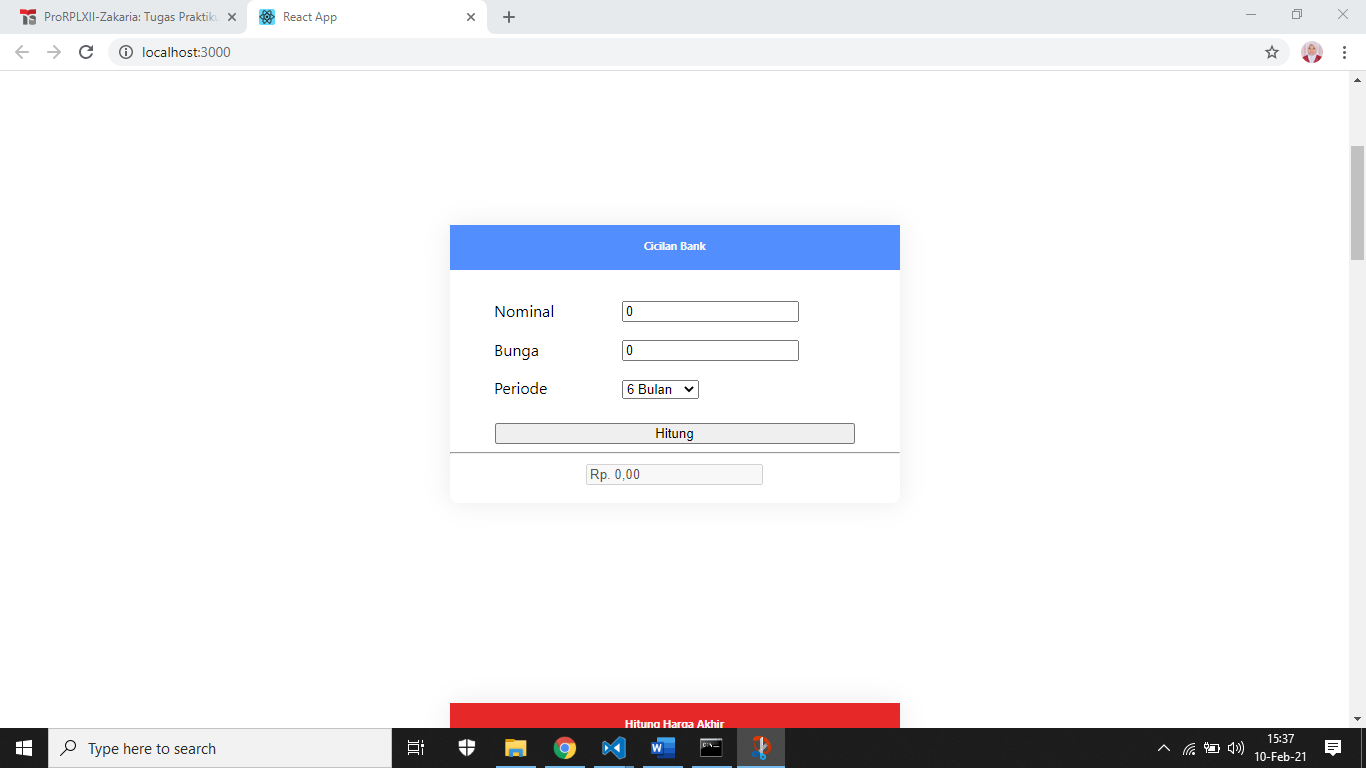 ProRPLXII-Zakaria: Tugas Praktik
React App
localhost:3000
Cicilan Bank
Nominal 0
Bunga 0
Periode 6 Bulan
Hitung
Rp. 0,00
Hitung Harga Akhir
Type here to search
15:37
10-Feb-21